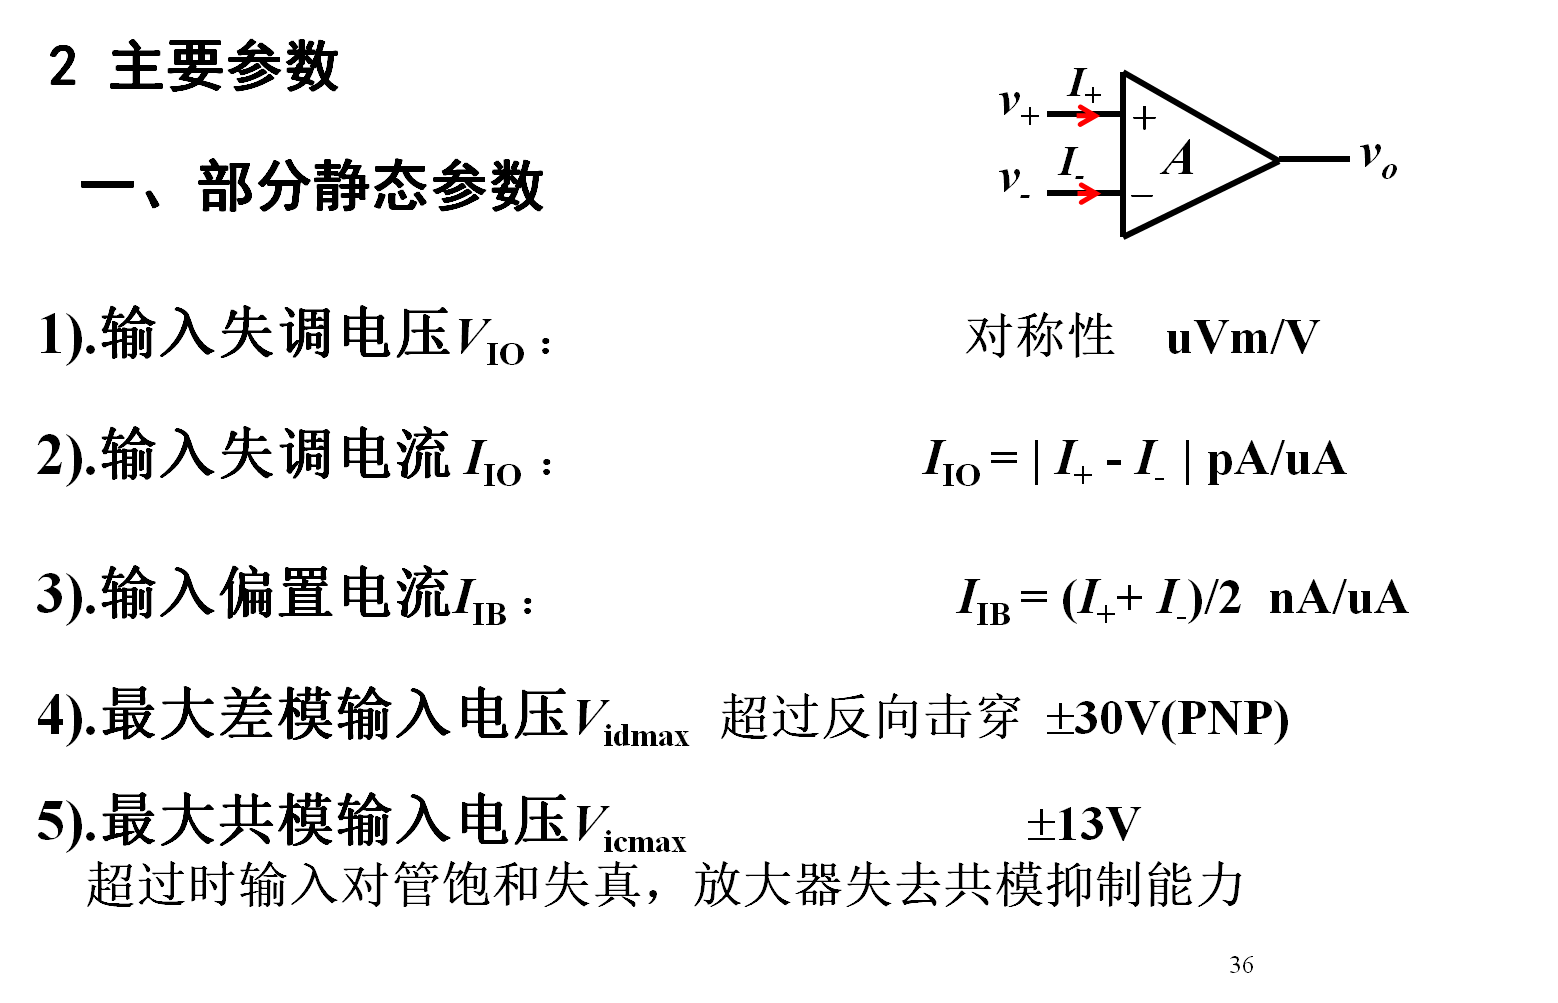 2 主要参数
一、部分静态参数
v+ I+ + A vo
v- I- −
1).输入失调电压VIO： 对称性 uVm/V
2).输入失调电流 IIO： IIO = | I+ - I- | pA/uA
3).输入偏置电流IIB： IIB = (I++ I-)/2 nA/uA
4).最大差模输入电压Vidmax 超过反向击穿 ±30V(PNP)
5).最大共模输入电压Vicmax ±13V
超过时输入对管饱和失真，放大器失去共模抑制能力
36